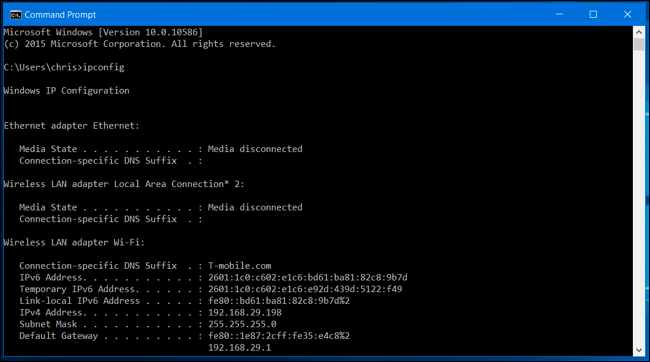 Command Prompt
Microsoft Windows [Version 10.0.10586]
(c) 2015 Microsoft Corporation. All rights reserved.
C:\Users\chris>ipconfig
Windows IP Configuration
Ethernet adapter Ethernet:
Media State . . . . . . . . . . . : Media disconnected
Connection-specific DNS Suffix  . :
Wireless LAN adapter Local Area Connection* 2:
Media State . . . . . . . . . . . : Media disconnected
Connection-specific DNS Suffix  . :
Wireless LAN adapter Wi-Fi:
Connection-specific DNS Suffix  . : T-mobile.com
IPv6 Address. . . . . . . . . . . : 2601:1c0:c602:e1c6:bd61:ba81:82c8:9b7d
Temporary IPv6 Address. . . . . . : 2601:1c0:c602:e1c6:e92d:439d:5122:f49
Link-local IPv6 Address . . . . . : fe80::bd61:ba81:82c8:9b7d%2
IPv4 Address. . . . . . . . . . . : 192.168.29.198
Subnet Mask . . . . . . . . . . . : 255.255.255.0
Default Gateway . . . . . . . . . : fe80::1e87:2cff:fe35:e4c8%2
192.168.29.1